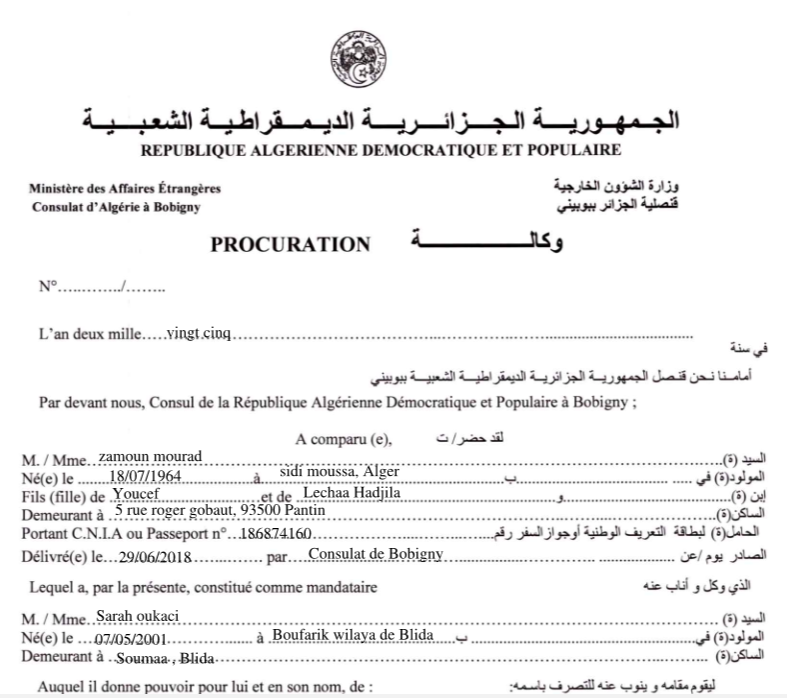 الجمهورية الجزائرية الديمقراطية الشعبية
REPUBLIQUE ALGERIENNE DEMOCRATIQUE ET POPULAIRE
Ministère des Affaires Étrangères وزارة الشؤون الخارجية
Consulat d'Algérie à Bobigny قنصلية الجزائر ببوبيني
PROCURATION وكالــــة
N°............./........
L'an deux mille.....vingt cinq.....
في سنة
أمامنا نحن قنصل الجمهورية الجزائرية الديمقراطية الشعبية ببوبيني
Par devant nous, Consul de la République Algérienne Démocratique et Populaire à Bobigny ;
A comparu (e), لقد حضر/ ت
M. / Mme..zamoun mourad..... السيد (ة)
Né(e) le .....18/07/1964.....à.....sidi moussa, Alger.....ب..... المولود(ة) في
Fils (fille) de .Youcef.....et de Lechaa Hadjila.....و..... إبن (ة)
Demeurant à .5 rue roger gobaut, 93500 Pantin..... الساكن(ة)
Portant C.N.I.A ou Passeport n°...186874160.....الحامل(ة) لبطاقة التعريف الوطنية أوجواز السفر رقم
Délivré(e) le...29/06/2018..... par.....Consulat de Bobigny..... الصادر يوم /عن
Lequel a, par la présente, constitué comme mandataire الذي وكل و أناب عنه
M. / Mme..Sarah oukaci..... السيد (ة)
Né(e) le ....07/05/2001..... à .Boufarik wilaya de Blida.....ب.....المولود(ة) في
Demeurant à ..Soumaa , Blida..... الساكن(ة)
Auquel il donne pouvoir pour lui et en son nom, de : ليقوم مقامه و ينوب عنه للتصرف باسمه: